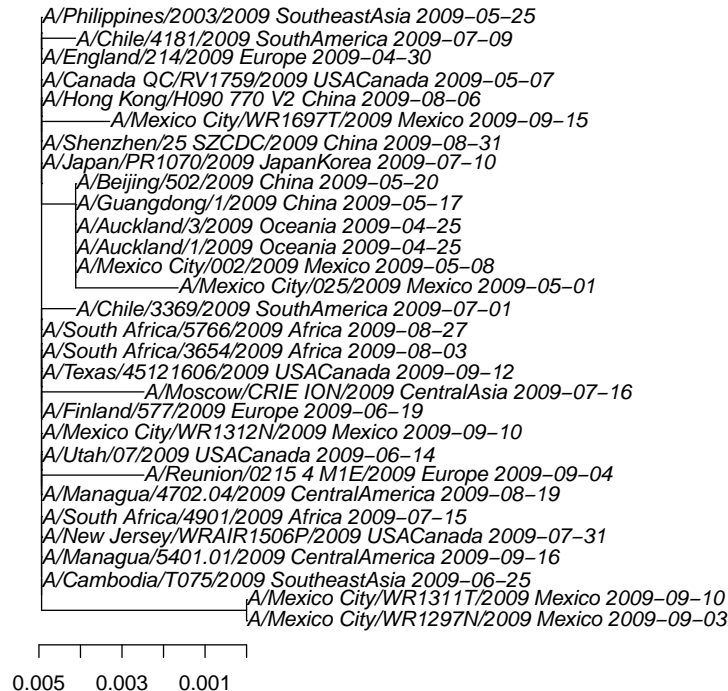 A/Philippines/2003/2009 SoutheastAsia 2009−05−25
A/Chile/4181/2009 SouthAmerica 2009−07−09
A/England/214/2009 Europe 2009−04−30
A/Canada QC/RV1759/2009 USACanada 2009−05−07
A/Hong Kong/H090 770 V2 China 2009−08−06
A/Mexico City/WR1697T/2009 Mexico 2009−09−15
A/Shenzhen/25 SZCDC/2009 China 2009−08−31
A/Japan/PR1070/2009 JapanKorea 2009−07−10
A/Beijing/502/2009 China 2009−05−20
A/Guangdong/1/2009 China 2009−05−17
A/Auckland/3/2009 Oceania 2009−04−25
A/Auckland/1/2009 Oceania 2009−04−25
A/Mexico City/002/2009 Mexico 2009−05−08
A/Mexico City/025/2009 Mexico 2009−05−01
A/Chile/3369/2009 SouthAmerica 2009−07−01
A/South Africa/5766/2009 Africa 2009−08−27
A/South Africa/3654/2009 Africa 2009−08−03
A/Texas/45121606/2009 USACanada 2009−09−12
A/Moscow/CRIE ION/2009 CentralAsia 2009−07−16
A/Finland/577/2009 Europe 2009−06−19
A/Mexico City/WR1312N/2009 Mexico 2009−09−10
A/Utah/07/2009 USACanada 2009−06−14
A/Reunion/0215 4 M1E/2009 Europe 2009−09−04
A/Managua/4702.04/2009 CentralAmerica 2009−08−19
A/South Africa/4901/2009 Africa 2009−07−15
A/New Jersey/WRAIR1506P/2009 USACanada 2009−07−31
A/Managua/5401.01/2009 CentralAmerica 2009−09−16
A/Cambodia/T075/2009 SoutheastAsia 2009−06−25
A/Mexico City/WR1311T/2009 Mexico 2009−09−10
A/Mexico City/WR1297N/2009 Mexico 2009−09−03
0.005 0.003 0.001